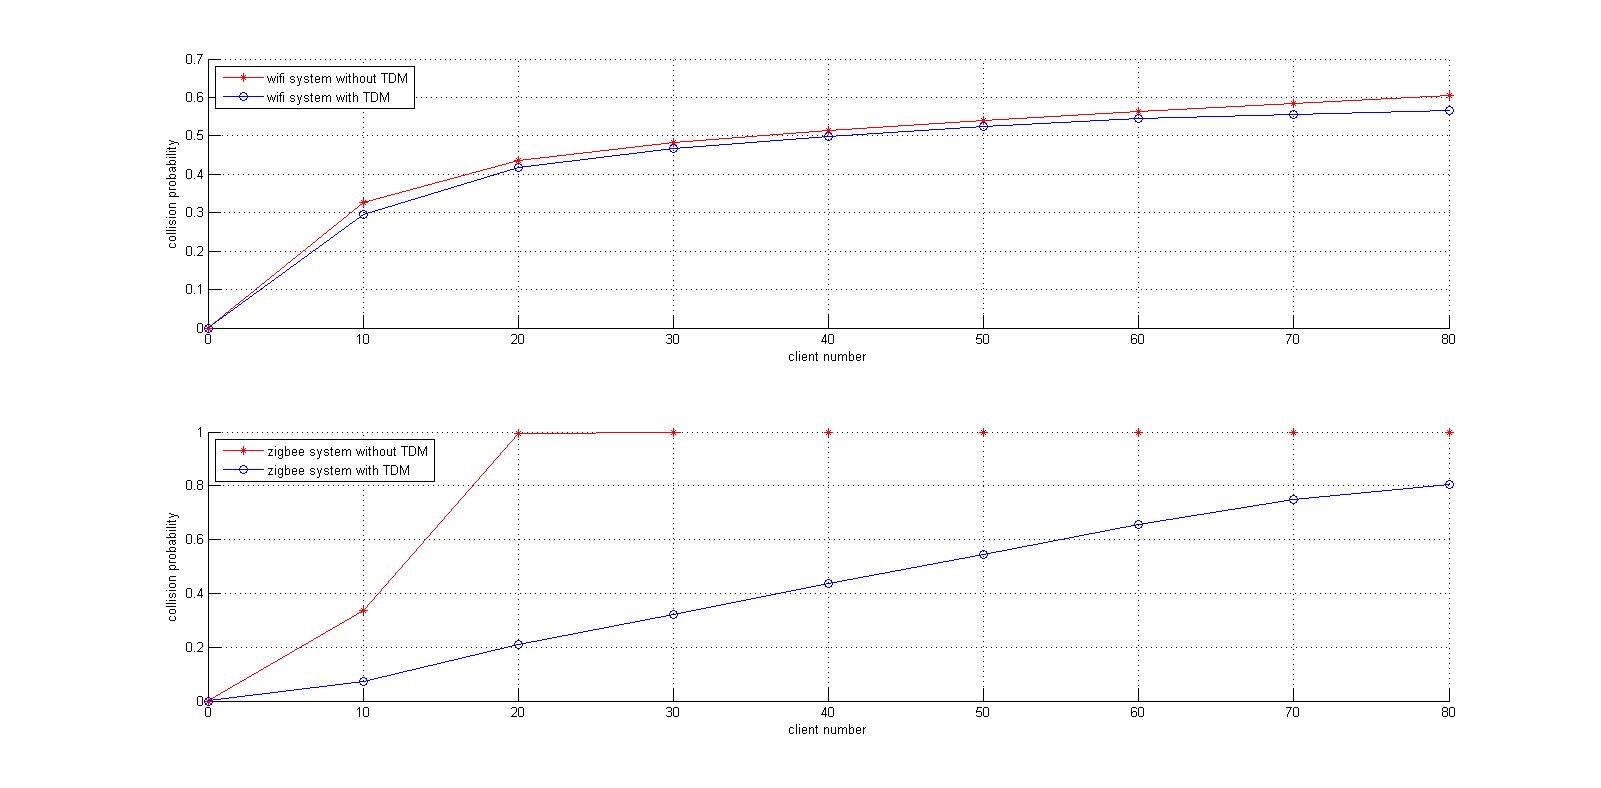 0.7
wifi system without TDM
wifi system with TDM
0.6
0.5
0.4
0.3
0.2
0.1
0
collision probability
0 10 20 30 40 50 60 70 80
client number
1
zigbee system without TDM
zigbee system with TDM
0.8
0.6
0.4
0.2
0
collision probability
0 10 20 30 40 50 60 70 80
client number